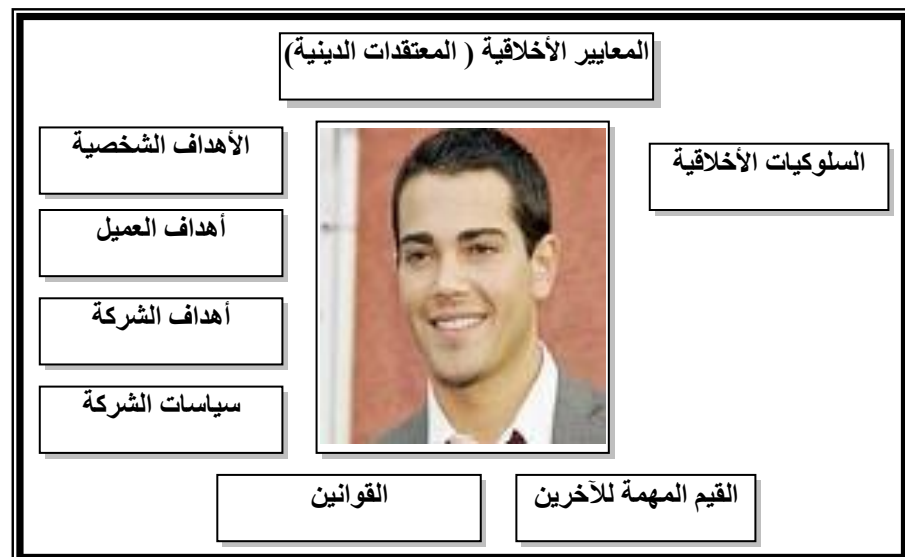 المعايير الأخلاقية ( المعتقدات الدينية)
الأهداف الشخصية
السلوكيات الأخلاقية
أهداف العميل
أهداف الشركة
سياسات الشركة
القيم المهمة للآخرين
القوانين